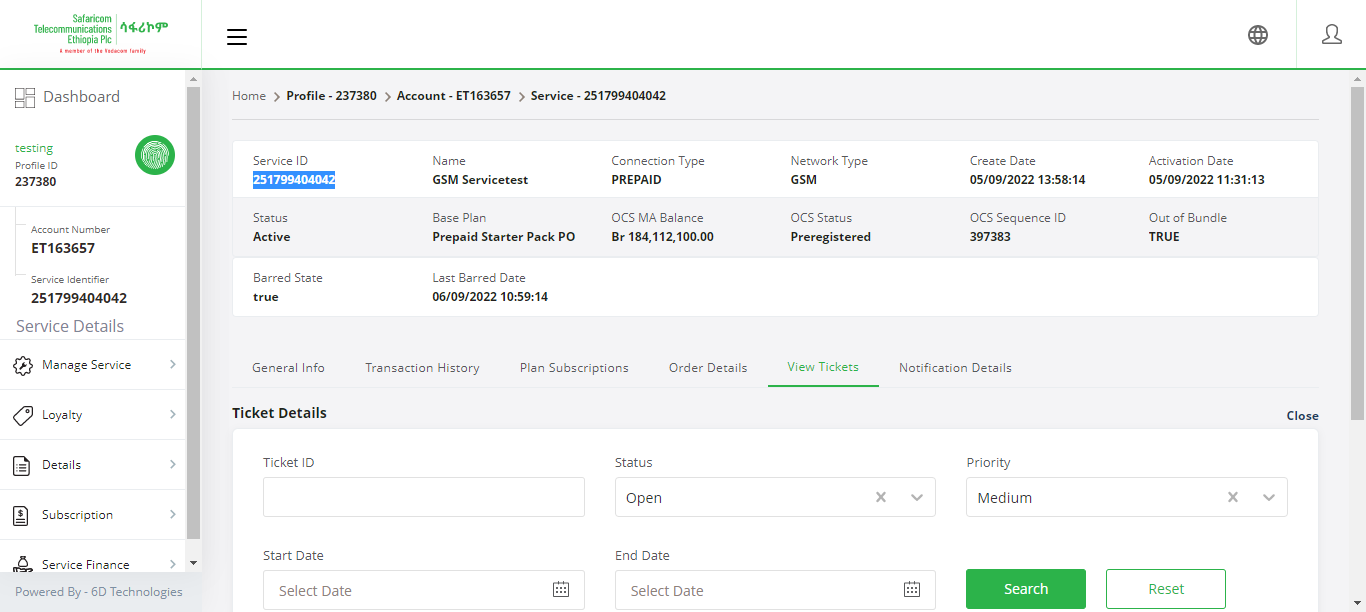 Safaricom
Telecommunications
Ethiopia Plc
ሳፋሪኮም
A member of the Vodacom family
Dashboard
testing
Profile ID
237380
Account Number
ET163657
Service Identifier
251799404042
Service Details
Manage Service
Loyalty
Details
Subscription
Service Finance
Powered By - 6D Technologies
Home > Profile - 237380 > Account - ET163657 > Service - 251799404042
Service ID Name Connection Type Network Type Create Date Activation Date
251799404042 GSM Servicetest PREPAID GSM 05/09/2022 13:58:14 05/09/2022 11:31:13
Status Base Plan OCS MA Balance OCS Status OCS Sequence ID Out of Bundle
Active Prepaid Starter Pack PO Br 184,112,100.00 Preregistered 397383 TRUE
Barred State Last Barred Date
true 06/09/2022 10:59:14
General Info Transaction History Plan Subscriptions Order Details View Tickets Notification Details
Ticket Details Close
Ticket ID Status Priority
Open Medium
Start Date End Date
Select Date Select Date Search Reset